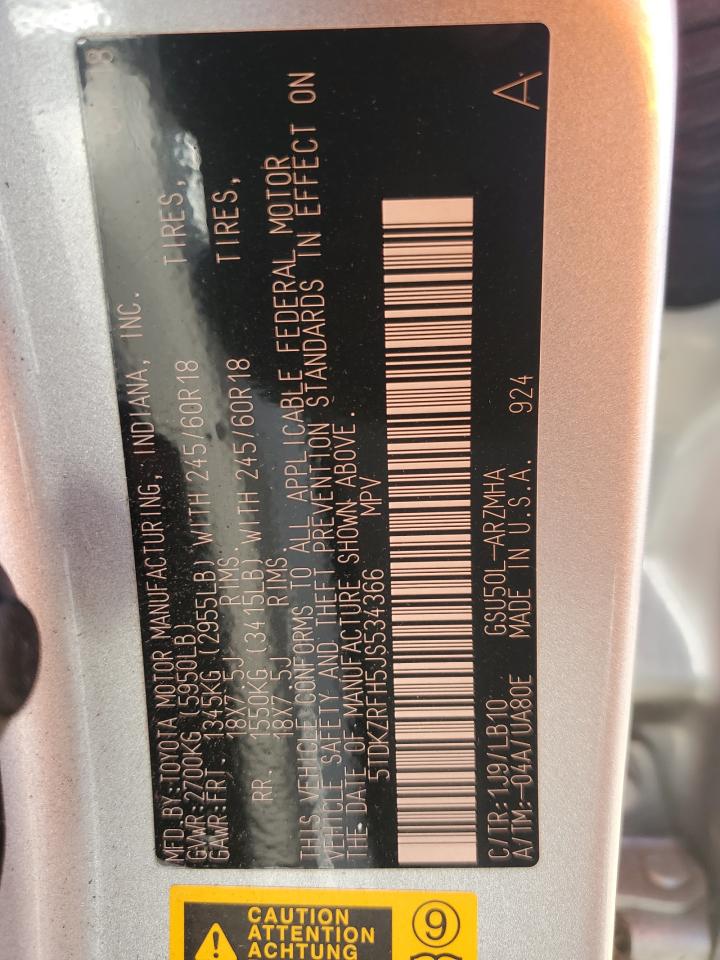 MFD.BY:TOYOTA MOTOR MANUFACTURING, INDIANA, INC.
GVWR:2700KG (5950LB)
GAWR:FRT. 1345KG (2955LB) WITH 245/60R18 TIRES,
18X7.5J RIMS.
RR. 1550KG (3415LB) WITH 245/60R18 TIRES,
18X7.5J RIMS.
THIS VEHICLE CONFORMS TO ALL APPLICABLE FEDERAL MOTOR
VEHICLE SAFETY AND THEFT PREVENTION STANDARDS IN EFFECT ON
THE DATE OF MANUFACTURE SHOWN ABOVE.
5TDKZRFH5JS534366 MPV
C/TR:1J9/LB10 GSU50L-ARZMHA
A/TM:-04A/UA80E MADE IN U.S.A. 924
A
CAUTION
ATTENTION
ACHTUNG
9